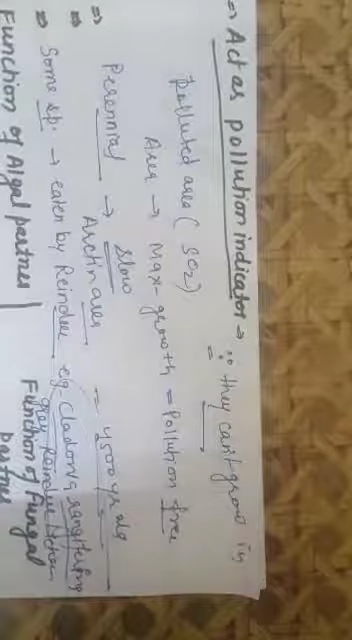 ⇒ Act as pollution indicator → ∵ they can't grow in
polluted area ( SO2)
Area → Max-growth = Pollution free
⇒ Perennial → Slow
Arctic area = 4500 yr old
⇒ Some sp. → eaten by Reindeer eg. Cladonia rangiferina
grey Reindeer lichen
Function of Algal partner | Function of Fungal
partner